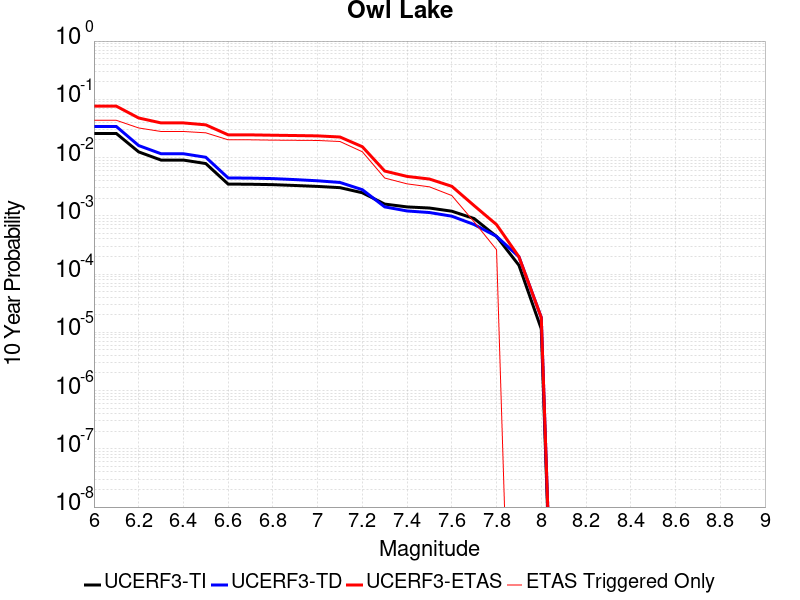 Owl Lake
10 Year Probability
10^0
10^-1
10^-2
10^-3
10^-4
10^-5
10^-6
10^-7
10^-8
6 6.2 6.4 6.6 6.8 7 7.2 7.4 7.6 7.8 8 8.2 8.4 8.6 8.8 9
Magnitude
UCERF3-TI UCERF3-TD UCERF3-ETAS ETAS Triggered Only